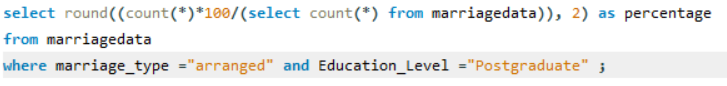 select round((count(*)*100/(select count(*) from marriagedata)), 2) as percentage
from marriagedata
where marriage_type ="arranged" and Education_Level ="Postgraduate" ;